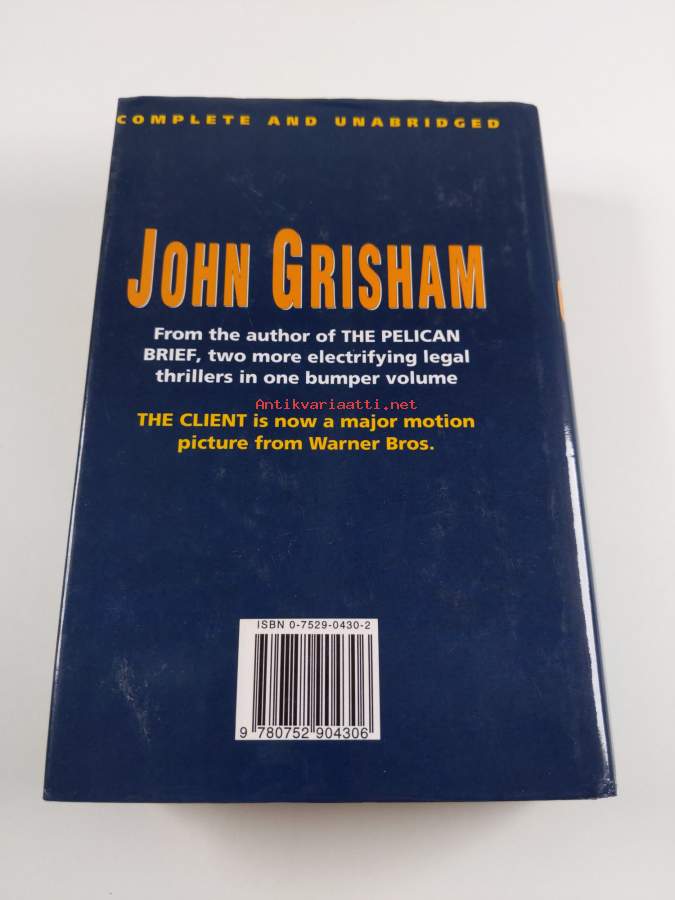 COMPLETE AND UNABRIDGED
JOHN GRISHAM
From the author of THE PELICAN
BRIEF, two more electrifying legal
thrillers in one bumper volume
Antikvariaatti.net
THE CLIENT is now a major motion
picture from Warner Bros.
ISBN 0-7529-0430-2
9 780752 904306